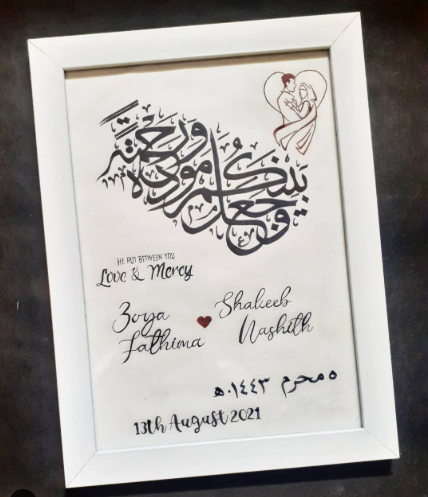 وجعل بينكم مودة ورحمة
HE PUT BETWEEN YOU
Love & Mercy
Zoya Fathima
Shakeeb Nashith
٥ محرم ١٤٤٣.ه
13th August 2021